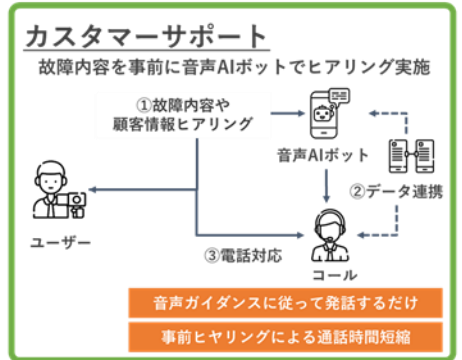 カスタマーサポート
故障内容を事前に音声AIボットでヒアリング実施
①故障内容や
顧客情報ヒアリング
音声AIボット
②データ連携
ユーザー
③電話対応
コール
音声ガイダンスに従って発話するだけ
事前ヒヤリングによる通話時間短縮